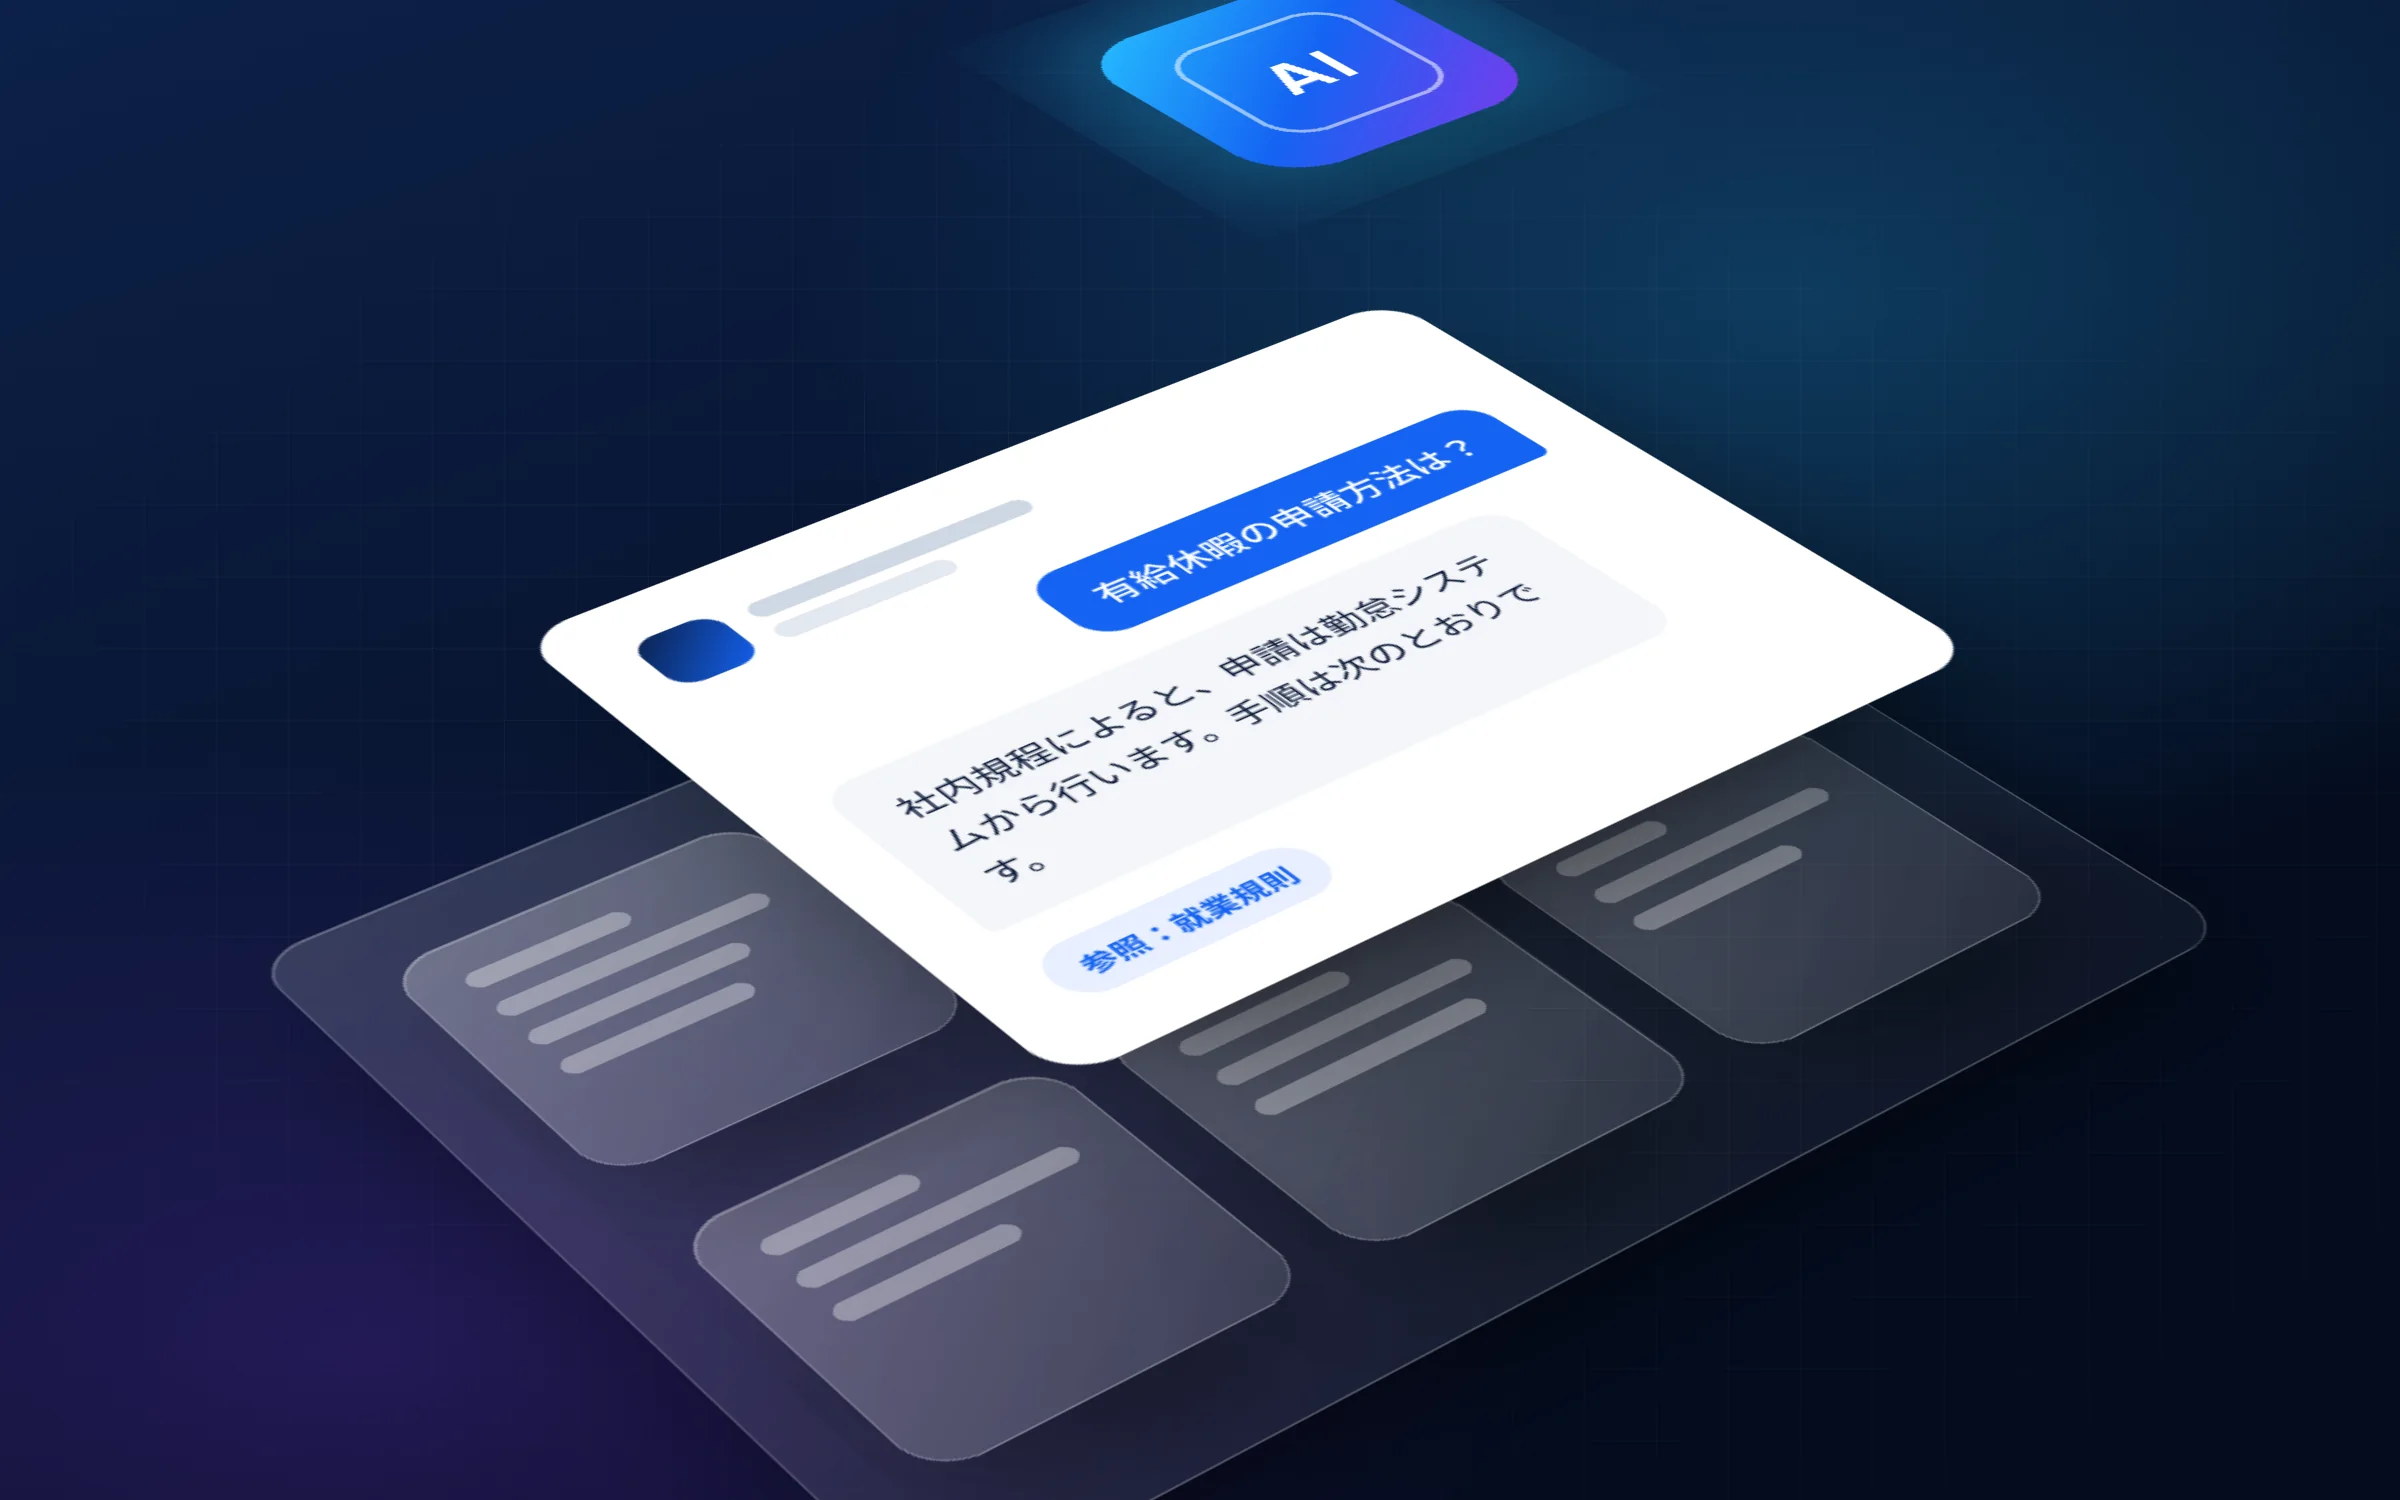 AI
有給休暇の申請方法は？
社内規程によると、申請は勤怠システ
ムから行います。手順は次のとおりで
す。
参照：就業規則